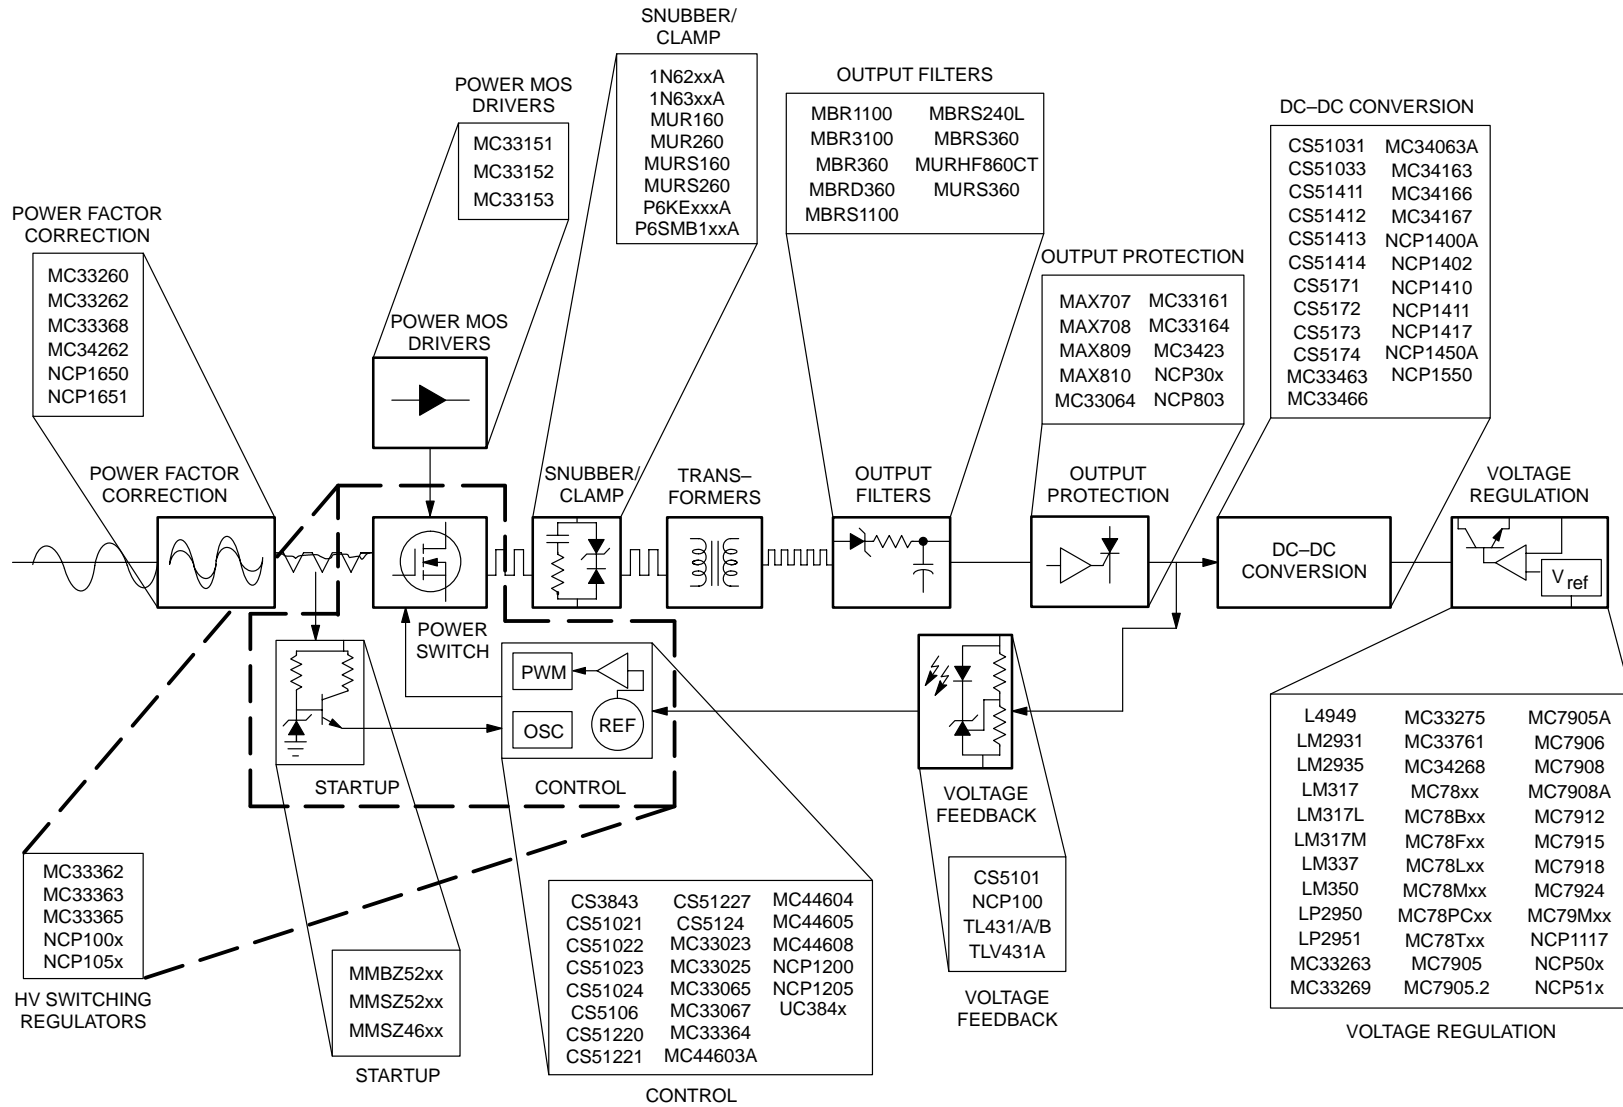 SNUBBER/
CLAMP
1N62xxA
1N63xxA
MUR160
MUR260
MURS160
MURS260
P6KExxxA
P6SMB1xxA
POWER MOS
DRIVERS
MC33151
MC33152
MC33153
OUTPUT FILTERS
MBR1100 MBRS240L
MBR3100 MBRS360
MBR360 MURHF860CT
MBRD360 MURS360
MBRS1100
DC–DC CONVERSION
CS51031 MC34063A
CS51033 MC34163
CS51411 MC34166
CS51412 MC34167
CS51413 NCP1400A
CS51414 NCP1402
CS5171 NCP1410
CS5172 NCP1411
CS5173 NCP1417
CS5174 NCP1450A
MC33463 NCP1550
MC33466
POWER FACTOR
CORRECTION
MC33260
MC33262
MC33368
MC34262
NCP1650
NCP1651
OUTPUT PROTECTION
MAX707 MC33161
MAX708 MC33164
MAX809 MC3423
MAX810 NCP30x
MC33064 NCP803
POWER MOS
DRIVERS
POWER FACTOR
CORRECTION
SNUBBER/
CLAMP
TRANS–
FORMERS
OUTPUT
FILTERS
OUTPUT
PROTECTION
VOLTAGE
REGULATION
DC–DC
CONVERSION
V ref
POWER
SWITCH
PWM
OSC
REF
STARTUP
CONTROL
VOLTAGE
FEEDBACK
MC33362
MC33363
MC33365
NCP100x
NCP105x
HV SWITCHING
REGULATORS
MMBZ52xx
MMSZ52xx
MMSZ46xx
STARTUP
CS3843 CS51227 MC44604
CS51021 CS5124 MC44605
CS51022 MC33023 MC44608
CS51023 MC33025 NCP1200
CS51024 MC33065 NCP1205
CS5106 MC33067 UC384x
CS51220 MC33364
CS51221 MC44603A
CONTROL
CS5101
NCP100
TL431/A/B
TLV431A
VOLTAGE
FEEDBACK
L4949 MC33275 MC7905A
LM2931 MC33761 MC7906
LM2935 MC34268 MC7908
LM317 MC78xx MC7908A
LM317L MC78Bxx MC7912
LM317M MC78Fxx MC7915
LM337 MC78Lxx MC7918
LM350 MC78Mxx MC7924
LP2950 MC78PCxx MC79Mxx
LP2951 MC78Txx NCP1117
MC33263 MC7905 NCP50x
MC33269 MC7905.2 NCP51x
VOLTAGE REGULATION